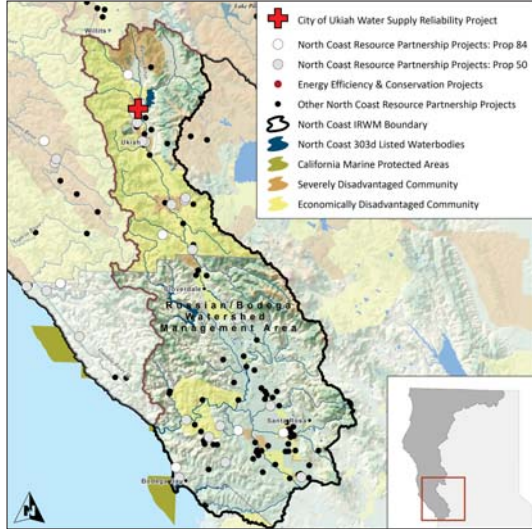 Willits
City of Ukiah Water Supply Reliability Project
North Coast Resource Partnership Projects: Prop 84
North Coast Resource Partnership Projects: Prop 50
Energy Efficiency & Conservation Projects
Other North Coast Resource Partnership Projects
North Coast IRWM Boundary
North Coast 303d Listed Waterbodies
California Marine Protected Areas
Severely Disadvantaged Community
Economically Disadvantaged Community
Ukiah
Cloverdale
Russian/Bodega
Watershed
Management Area
Santa Rosa
Bodega Bay
N